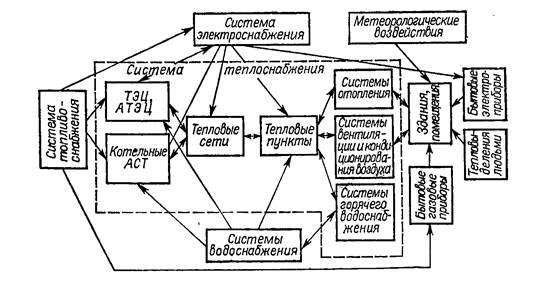 Система
электроснабжения
Метеорологические
воздействия
Система теплоснабжения
Система
топливо-
снабжения
ТЭЦ
АТЭЦ
Котельные
АСТ
Тепловые
сети
Тепловые
пункты
Системы
отопления
Системы
вентиля-
ции и конди-
ционирова-
ния воздуха
Системы
горячего
водоснаб-
жения
Здания,
помещения
Бытовые
электро-
приборы
Тепловы-
деления
людьми
Бытовые
газовые
приборы
Системы
водоснабжения